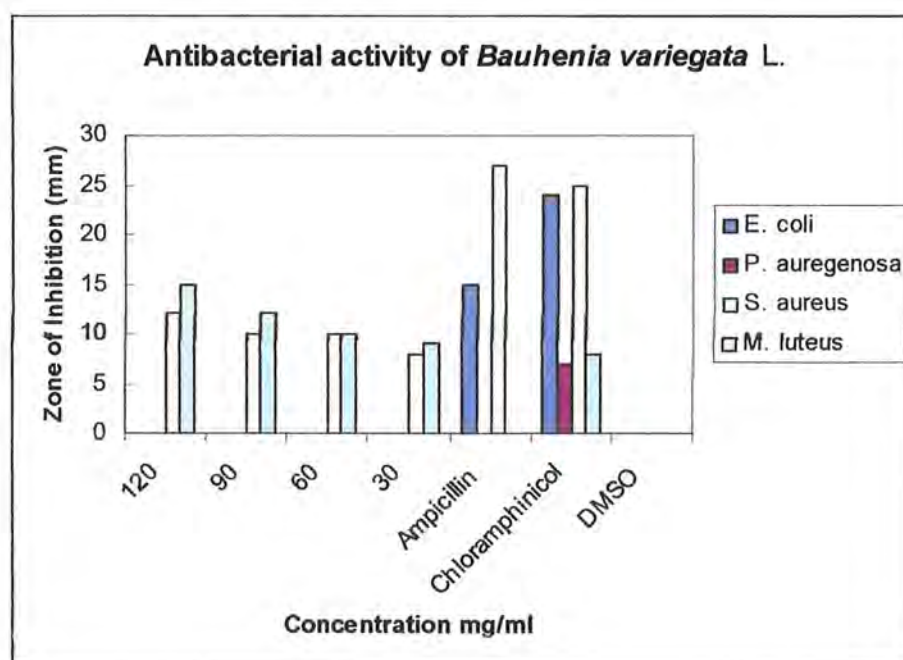 Antibacterial activity of Bauhenia variegata L.
Zone of Inhibition (mm)
30
25
20
15
10
5
0
120
90
60
30
Ampicillin
Chloramphinicol
DMSO
Concentration mg/ml
E. coli
P. auregenosa
S. aureus
M. luteus